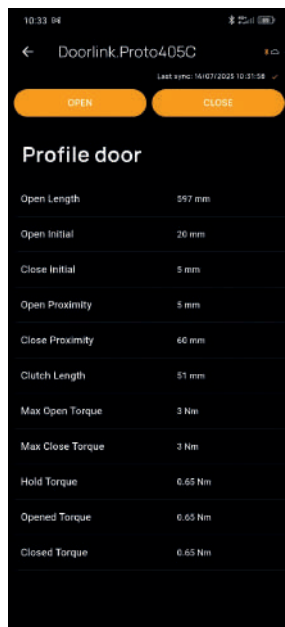 10:33
Doorlink.Proto405C
Last sync: 14/07/2025 10:31:58
OPEN CLOSE
Profile door
Open Length 597 mm
Open Initial 20 mm
Close Initial 5 mm
Open Proximity 5 mm
Close Proximity 60 mm
Clutch Length 51 mm
Max Open Torque 3 Nm
Max Close Torque 3 Nm
Hold Torque 0.65 Nm
Opened Torque 0.65 Nm
Closed Torque 0.65 Nm